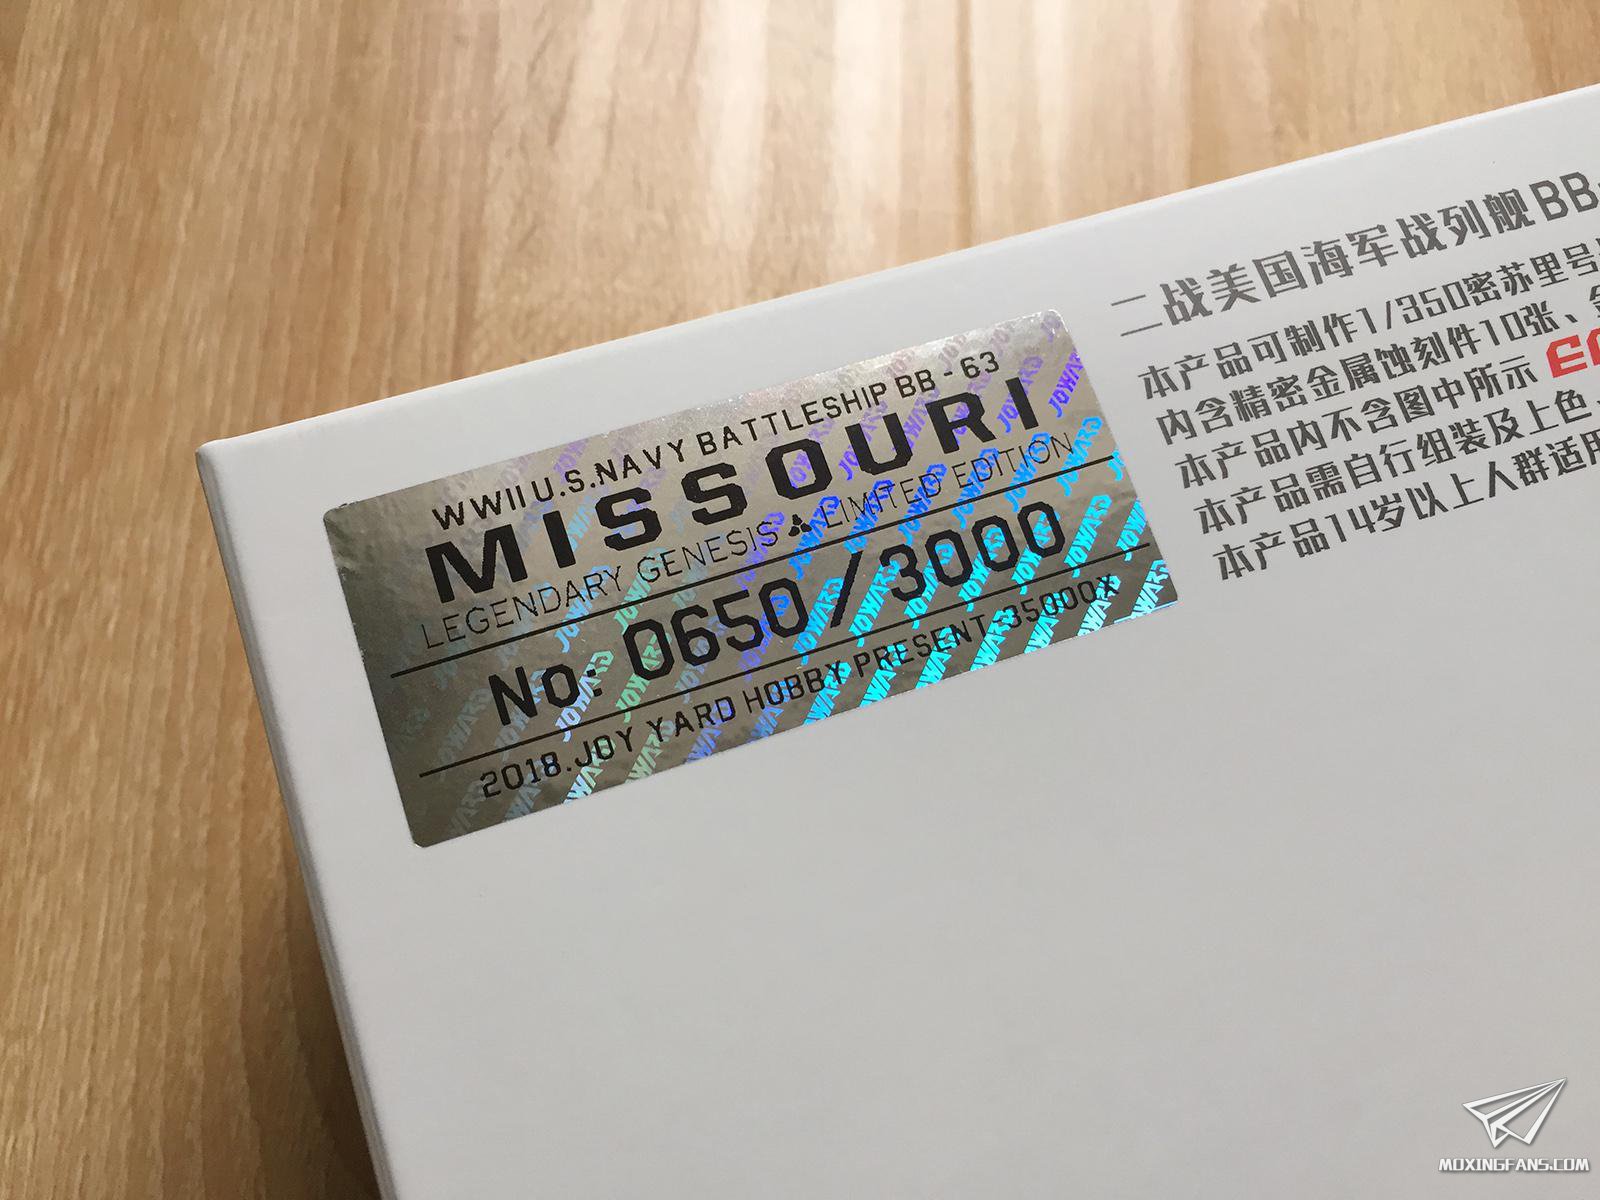 WWII U.S.NAVY BATTLESHIP BB - 63
MISSOURI
LEGENDARY GENESIS LIMITED EDITION
No: 0650/3000
2018.JOY YARD HOBBY PRESENT 35000X
二战美国海军战列舰BB-
本产品可制作1/350密苏里号
内含精密金属蚀刻件10张、
本产品内不含图中所示
本产品需自行组装及上色
本产品14岁以上人群适用
JOWARD
MOXINGFANS.COM